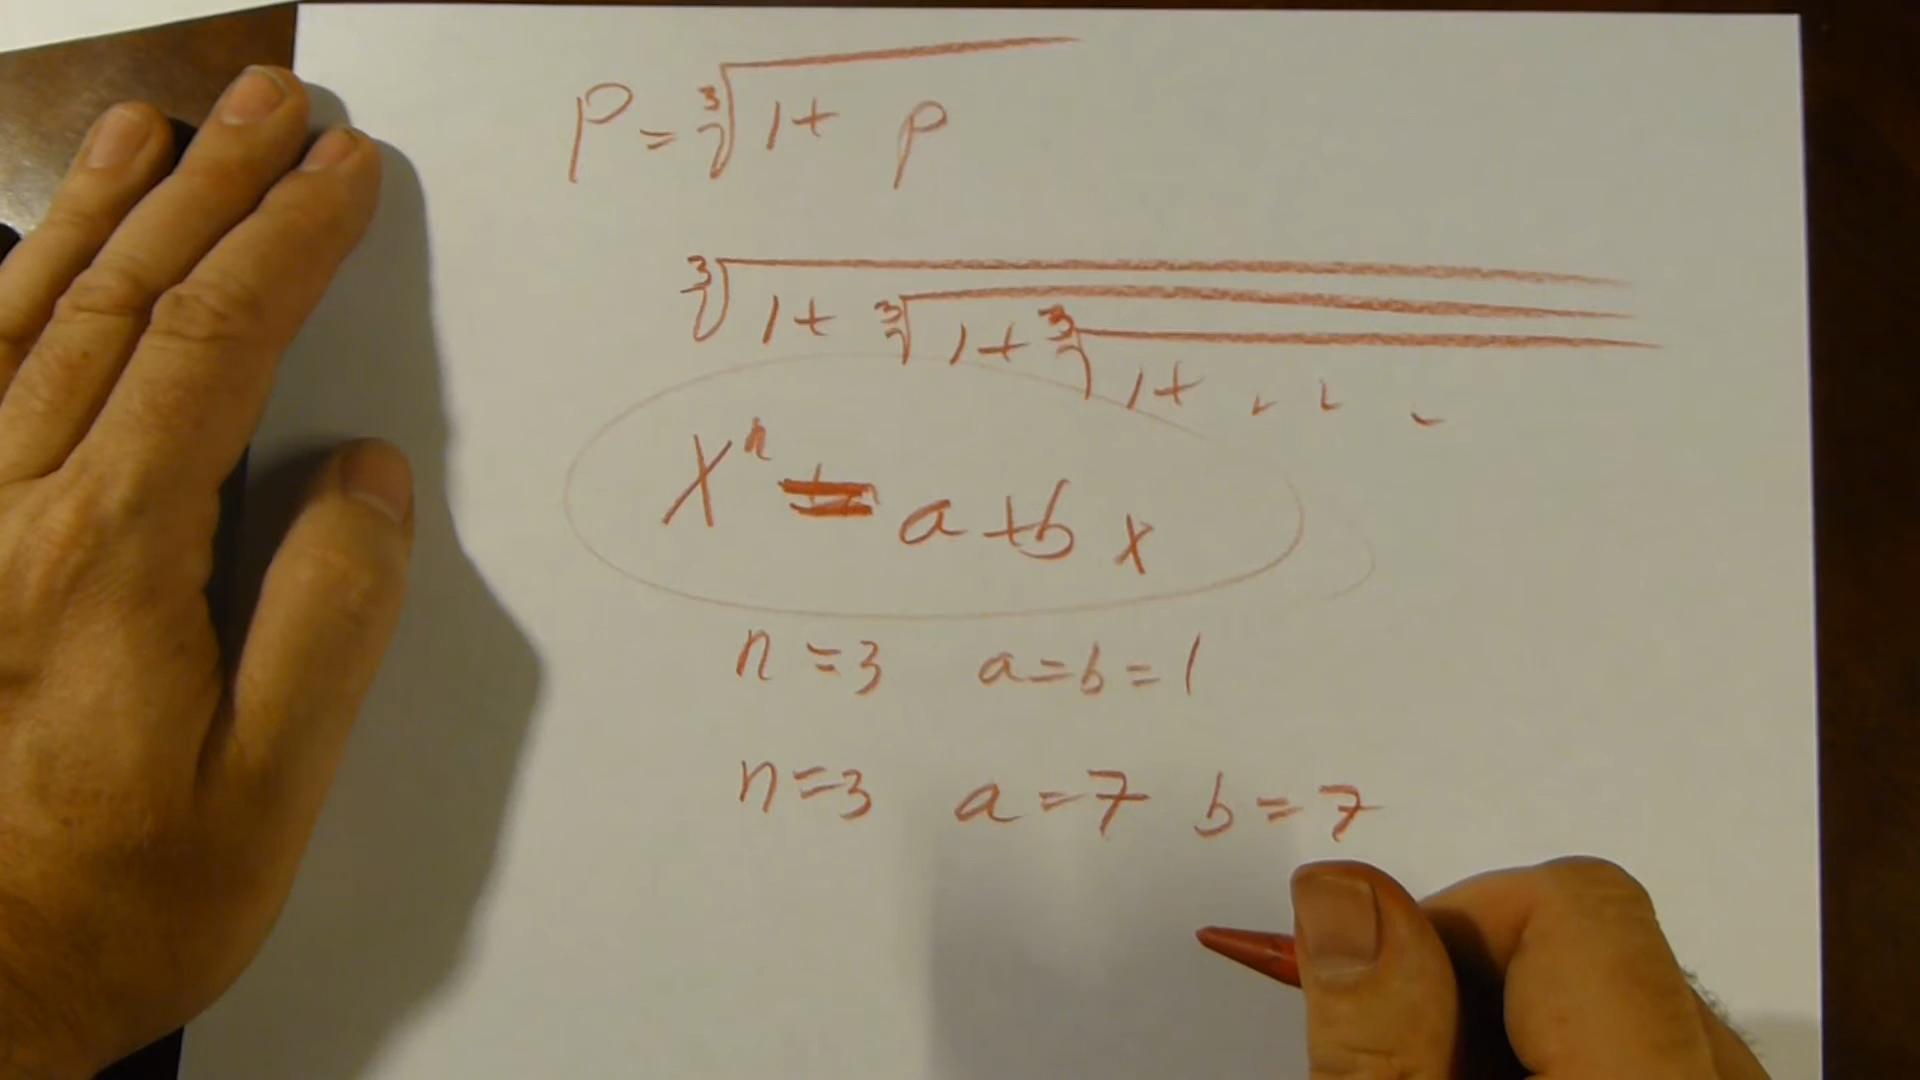 P = ∛1+ P
∛1+ ∛1+ ∛1+ . . .
xⁿ = a + b x
n = 3 a = b = 1
n = 3 a = 7 b = 7